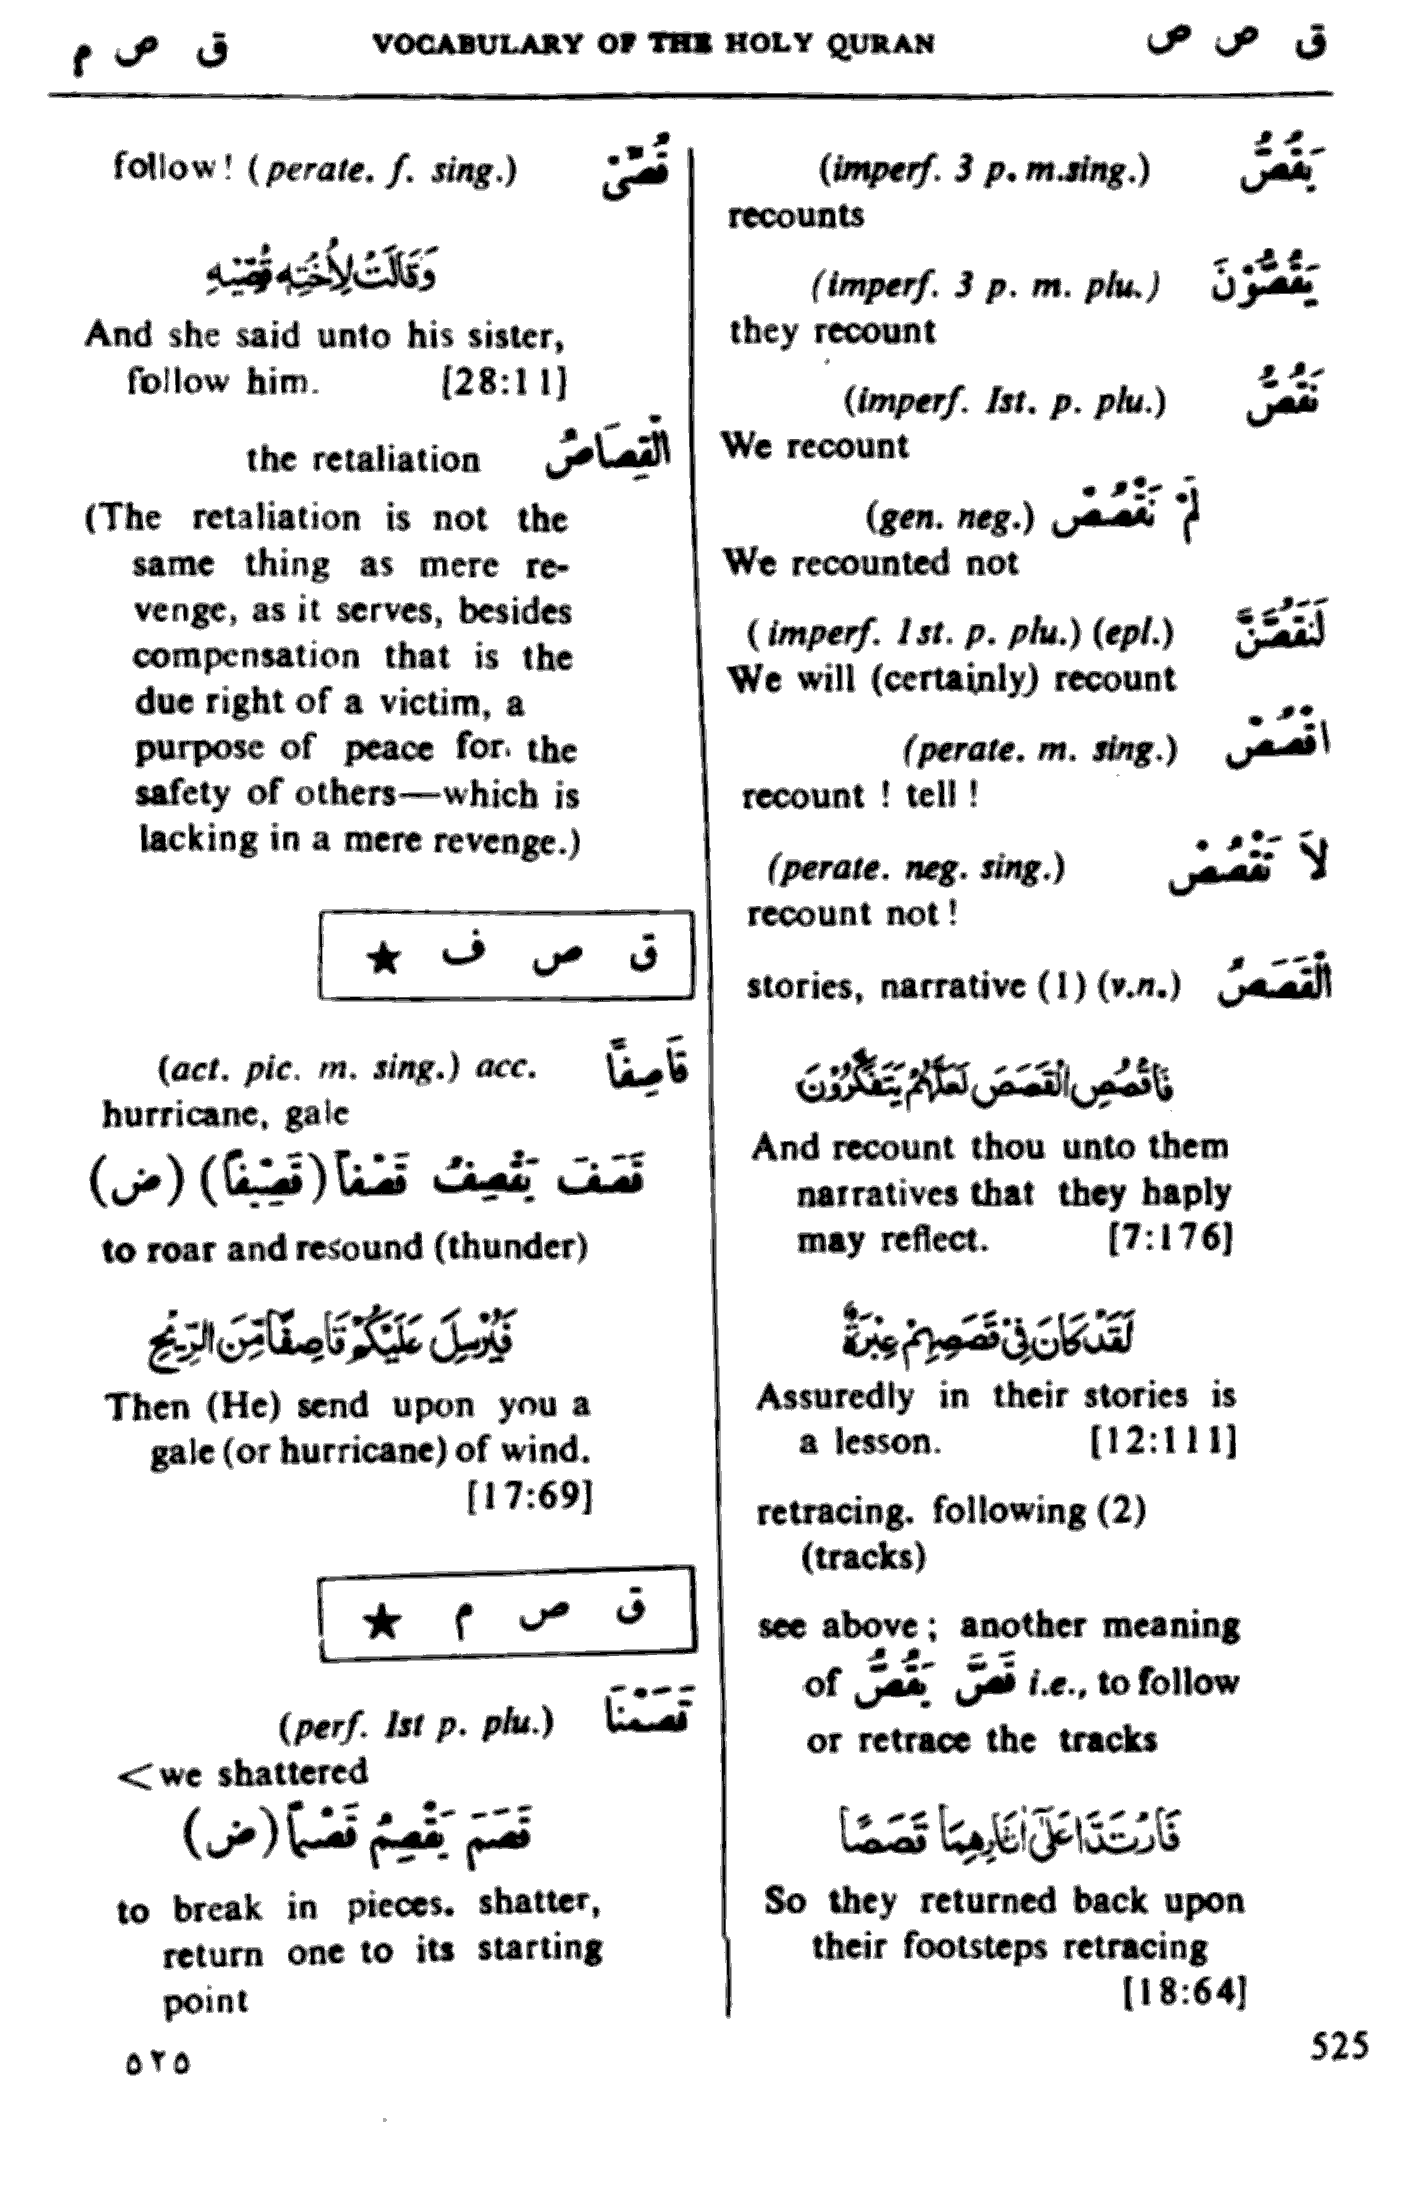 ق ص م VOCABULARY OF THE HOLY QURAN ق ص ص
(imperf. 3 p. m.sing.) يَقُصُّ
recounts
(imperf. 3 p. m. plu.) يَقُصُّوْنَ
they recount
(imperf. Ist. p. plu.) نَقُصُّ
We recount
(gen. neg.) لَمْ نَقْصُصْ
We recounted not
(imperf. 1st. p. plu.) (epl.) لَنَقُصَّنَّ
We will (certainly) recount
(perate. m. sing.) اقْصُصْ
recount ! tell !
(perate. neg. sing.) لاَ تَقْصُصْ
recount not !
stories, narrative (1) (v.n.) الْقَصَصُ
فَاقْصُصِ الْقَصَصَ لَعَلَّهُمْ يَتَفَكَّرُوْنَ
And recount thou unto them
narratives that they haply
may reflect. [7:176]
لَقَدْ كَانَ فِيْ قَصَصِهِمْ عِبْرَةٌ
Assuredly in their stories is
a lesson. [12:111]
retracing. following (2)
(tracks)
see above ; another meaning
of قَصَّ يَقُصُّ i.e., to follow
or retrace the tracks
فَارْتَدَّا عَلٰٓى اٰثَارِهِمَا قَصَصًا
So they returned back upon
their footsteps retracing
[18:64]
follow ! (perate. f. sing.) قُصِّىْ
وَقَالَتْ لِاُخْتِهٖ قُصِّيْهِ
And she said unto his sister,
follow him. [28:11]
the retaliation الْقِصَاصُ
(The retaliation is not the
same thing as mere re-
venge, as it serves, besides
compensation that is the
due right of a victim, a
purpose of peace for the
safety of others—which is
lacking in a mere revenge.)
ق ص ف ★
(act. pic. m. sing.) acc. قَاصِفًا
hurricane, gale
قَصَفَ يَقْصِفُ قَصْفاً (قَصِيْفاً) (ض)
to roar and resound (thunder)
فَيُرْسِلَ عَلَيْكُمْ قَاصِفًا مِّنَ الرِّيْحِ
Then (He) send upon you a
gale (or hurricane) of wind.
[17:69]
ق ص م ★
(perf. Ist p. plu.) قَصَمْنَا
<we shattered
قَصَمَ يَقْصِمُ قَصْماً (ض)
to break in pieces. shatter,
return one to its starting
point
٥٢٥ 525